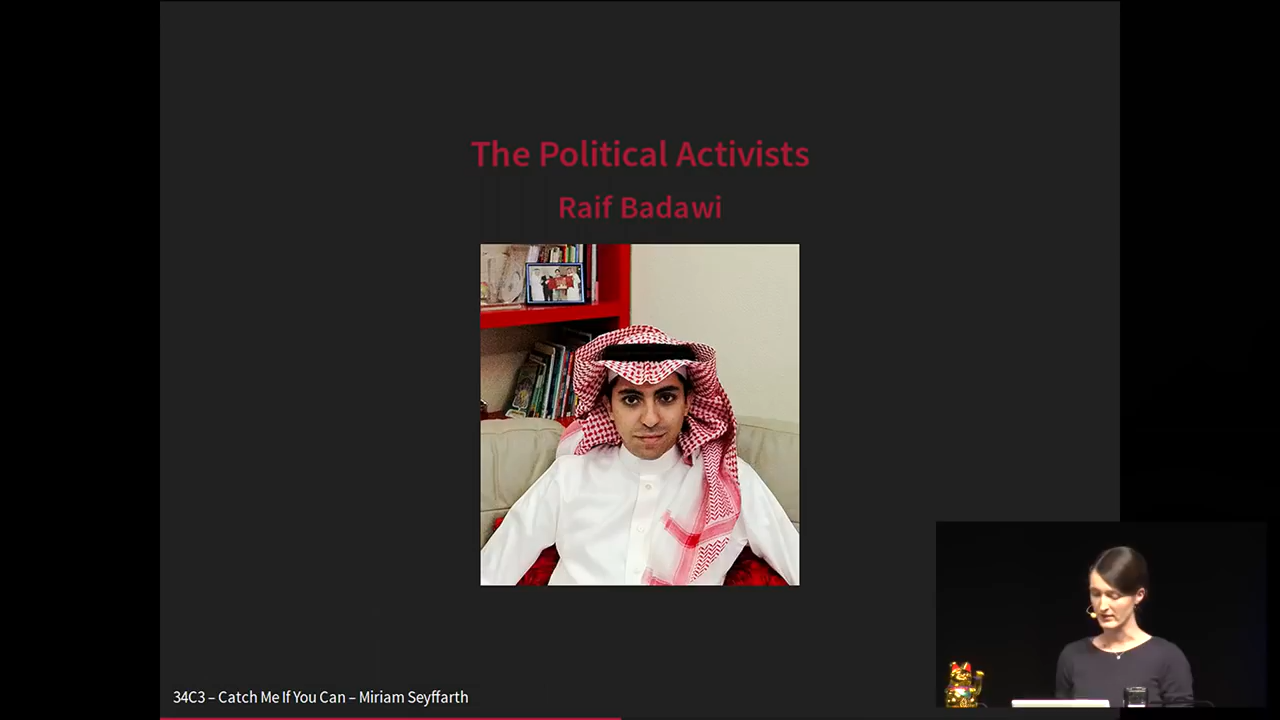 The Political Activists
Raif Badawi
34C3 – Catch Me If You Can – Miriam Seyffarth